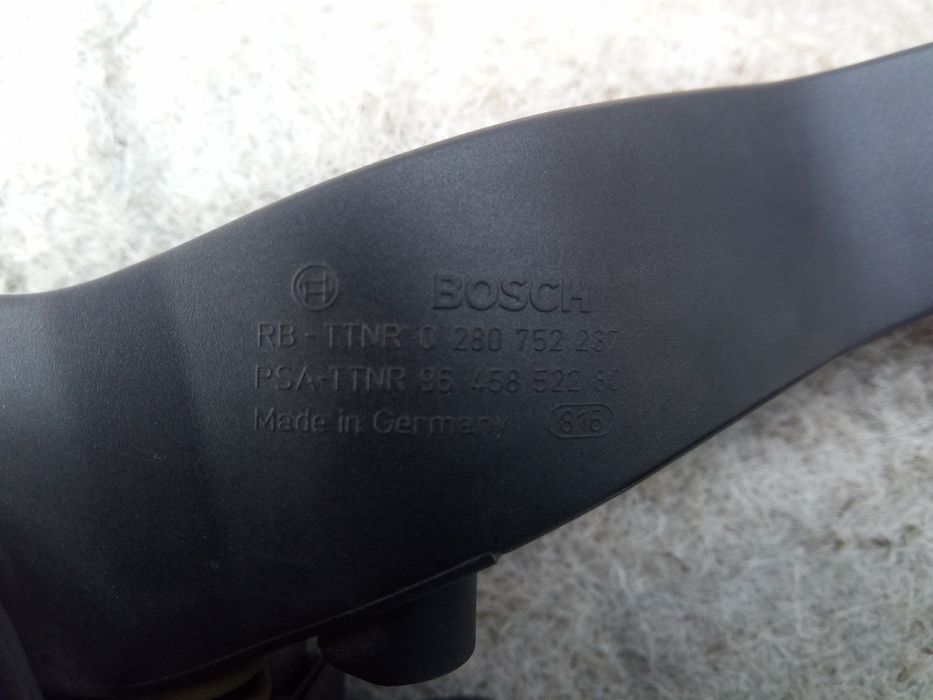 BOSCH
RB-TTNR 0 280 752 237
PSA-TTNR 96 458 522 80
Made in Germany 816